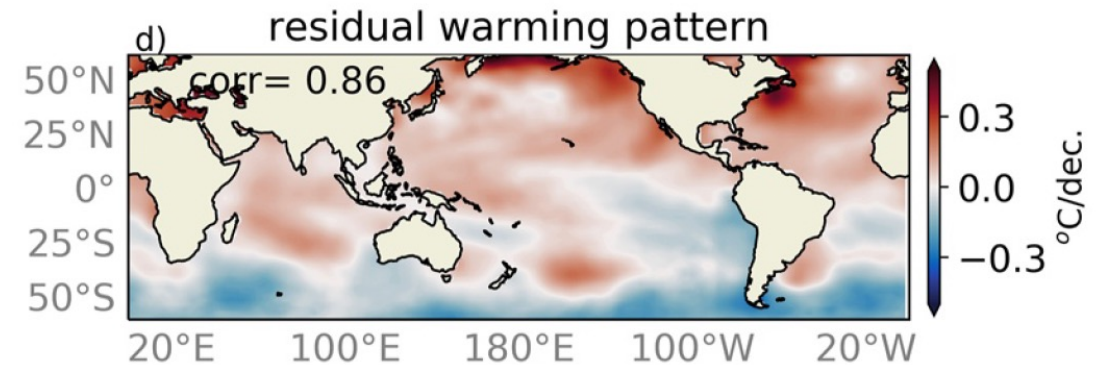 d)
residual warming pattern
corr= 0.86
50°N
25°N
0°
25°S
50°S
20°E 100°E 180°E 100°W 20°W
0.3
0.0
−0.3
°C/dec.